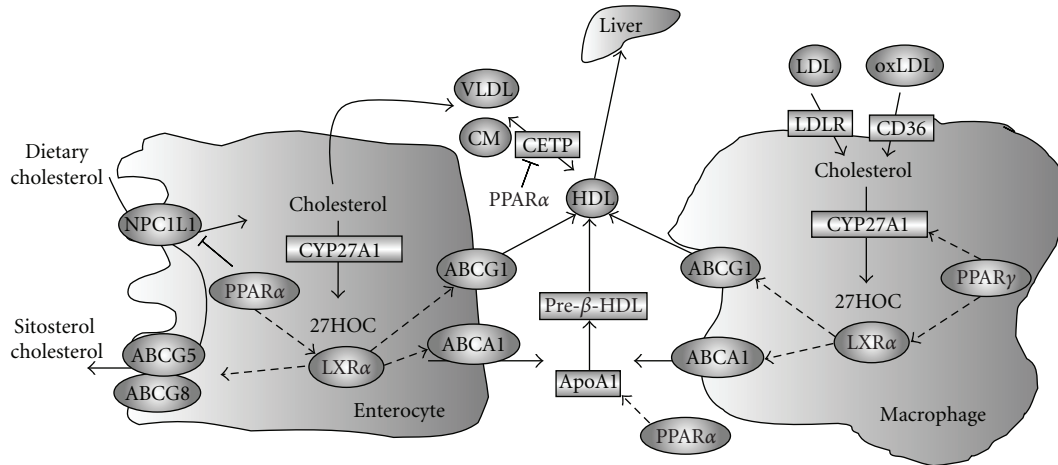 Liver
VLDL
CM
CETP
PPARα
HDL
LDL
oxLDL
LDLR
CD36
Cholesterol
CYP27A1
27HOC
PPARγ
LXRα
ABCG1
ABCA1
Macrophage
Dietary
cholesterol
NPC1L1
Cholesterol
CYP27A1
PPARα
27HOC
LXRα
ABCG1
ABCA1
Sitosterol
cholesterol
ABCG5
ABCG8
Enterocyte
Pre-β-HDL
ApoA1
PPARα